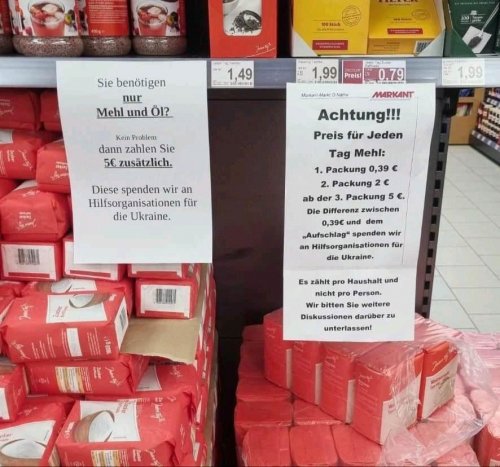 1,49
1,99
Preis!
0.79
1,99
100 Stück
Sie benötigen
nur
Mehl und Öl?
Kein Problem
dann zahlen Sie
5€ zusätzlich.
Diese spenden wir an
Hilfsorganisationen für
die Ukraine.
MARKANT
Achtung!!!
Preis für Jeden
Tag Mehl:
1. Packung 0,39 €
2. Packung 2 €
ab der 3. Packung 5 €.
Die Differenz zwischen
0,39€ und dem
„Aufschlag“ spenden wir
an Hilfsorganisationen für
die Ukraine.
Es zählt pro Haushalt und
nicht pro Person.
Wir bitten Sie weitere
Diskussionen darüber zu
unterlassen!